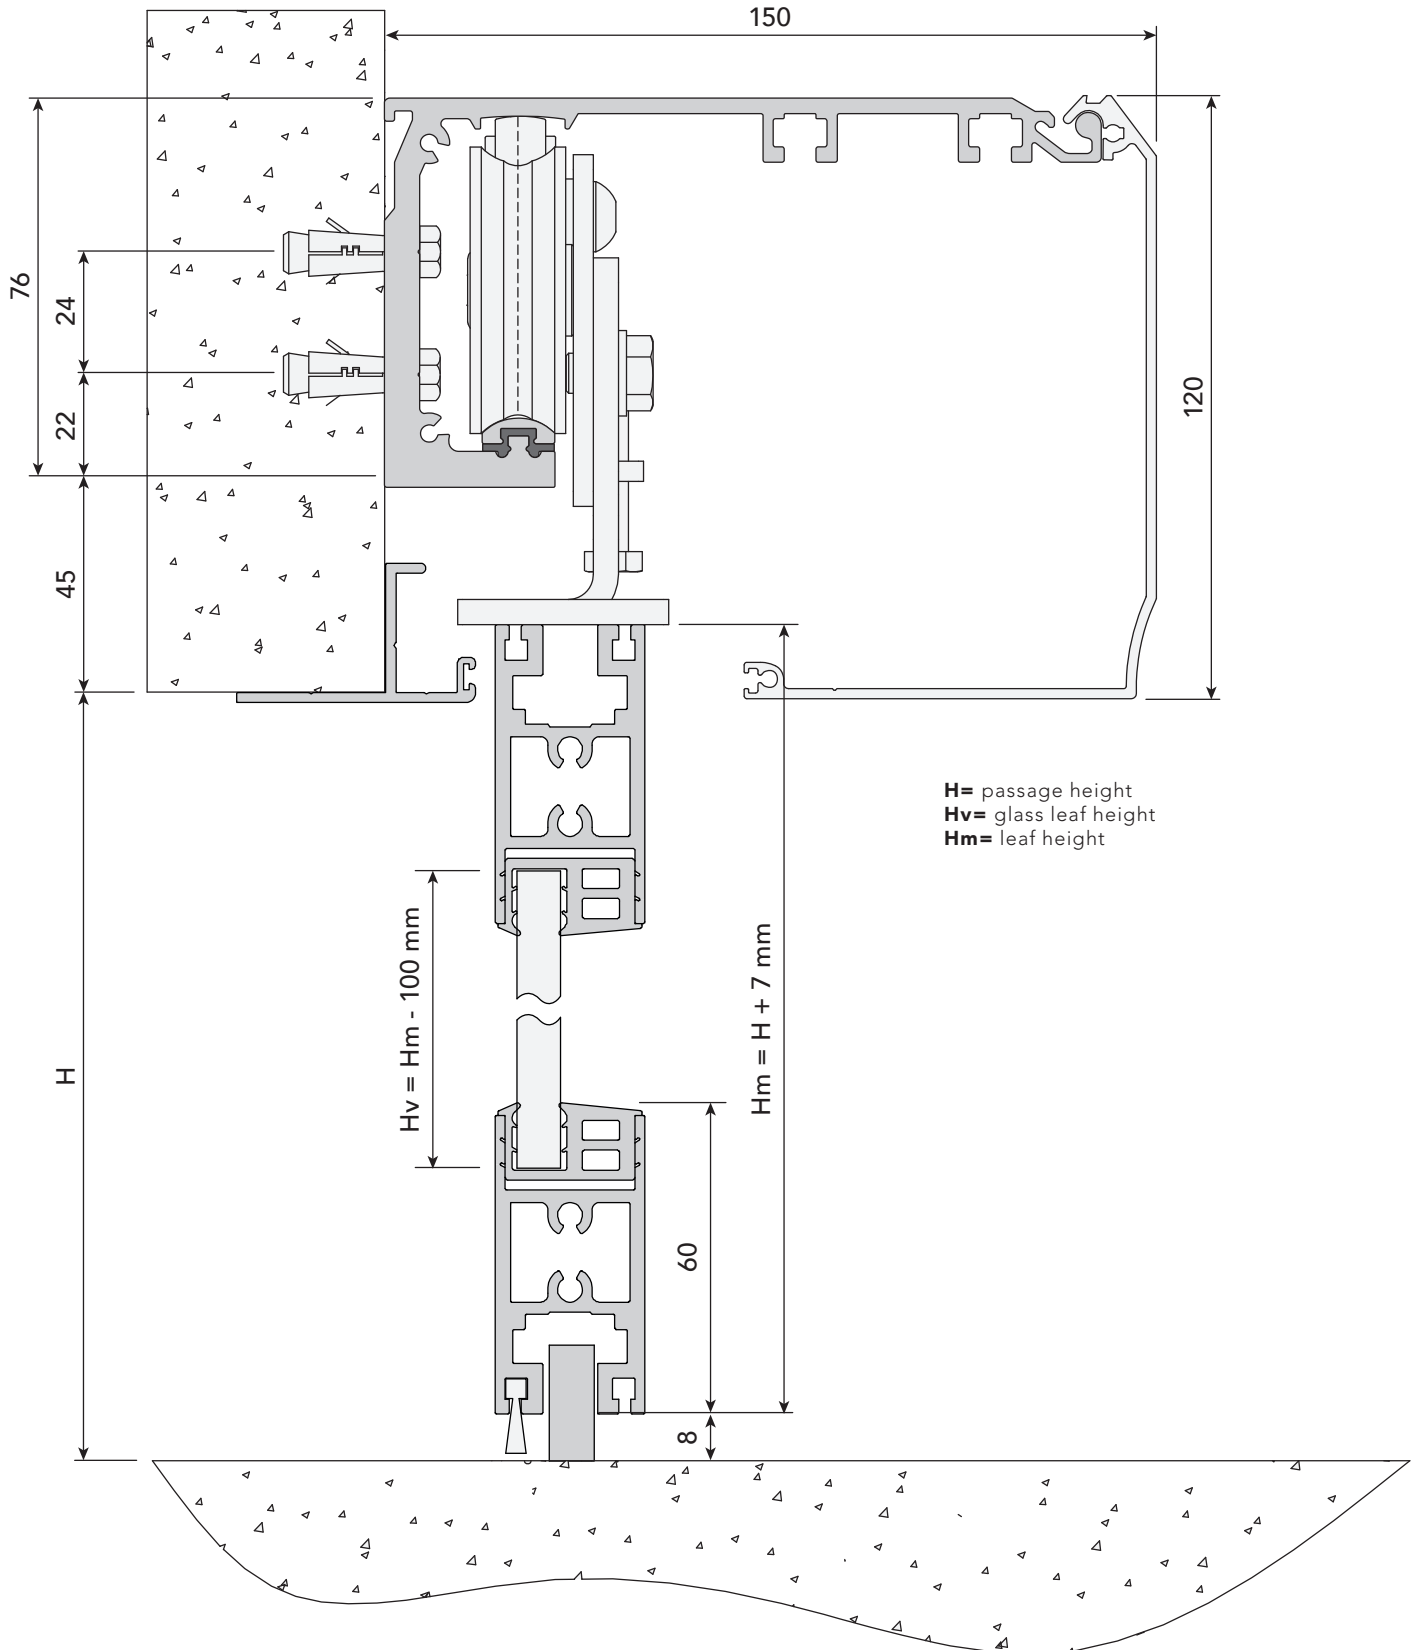 150
76
24
22
45
120
H= passage height
Hv= glass leaf height
Hm= leaf height
Hv = Hm - 100 mm
Hm = H + 7 mm
H
60
8